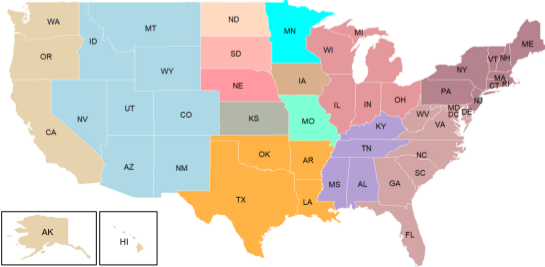 WA
MT
ND
MN
ME
OR
ID
SD
WI
MI
VT NH
NY
MA
CT RI
WY
NE
IA
PA
NJ
NV
UT
CO
KS
MO
IL
IN
OH
MD
DC DE
WV
VA
CA
KY
AZ
NM
OK
AR
TN
NC
SC
TX
LA
MS
AL
GA
FL
AK
HI